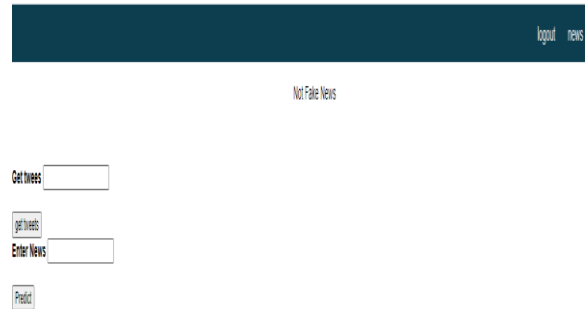 logout news
Not Fake News
Get twees
get tweets
Enter News
Predict